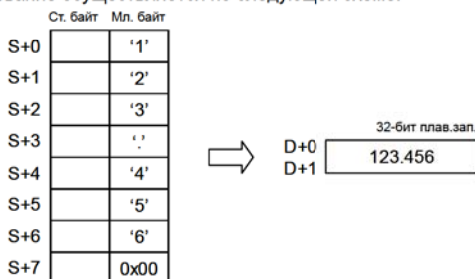 Ст. байт Мл. байт
S+0 '1'
S+1 '2'
S+2 '3'
S+3 '.'
S+4 '4'
S+5 '5'
S+6 '6'
S+7 0x00
32-бит плав.зап.
D+0
D+1
123.456